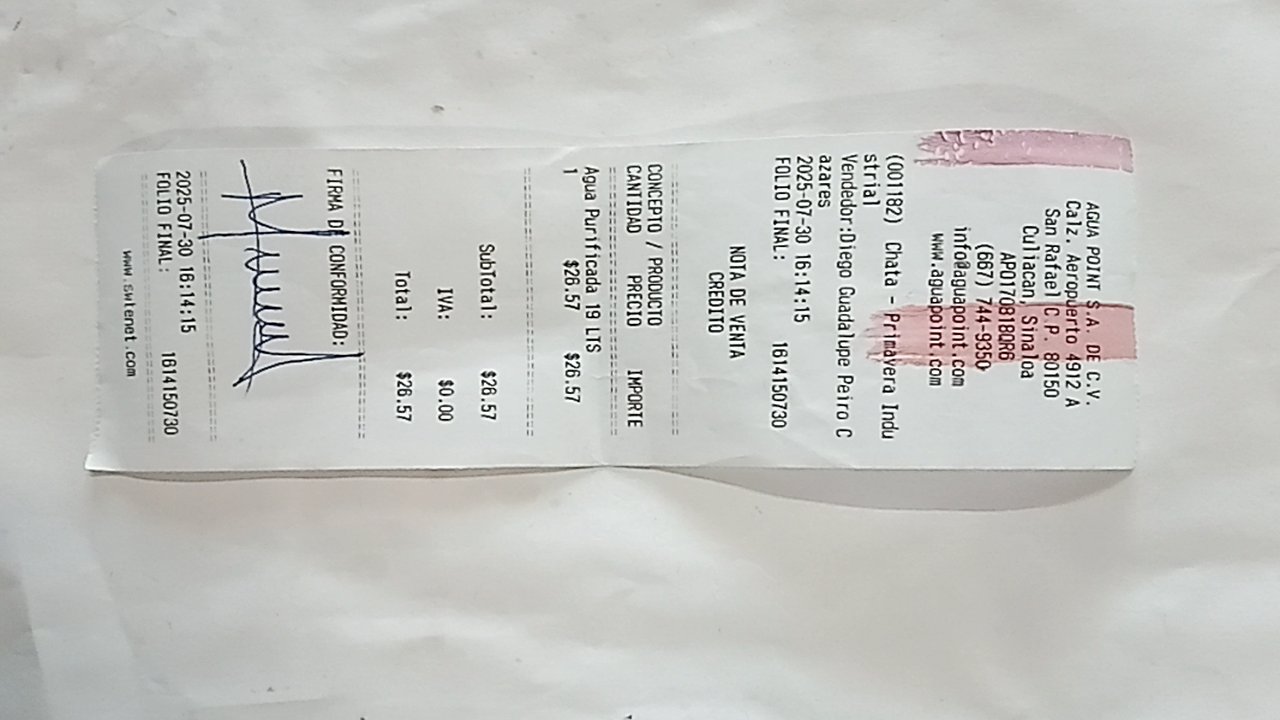 AGUA POINT S.A. DE C.V.
Calz. Aeropuerto 4912 A
San Rafael C.P. 80150
Culiacan, Sinaloa
APO170818QR6
(667) 744-9350
info@aguapoint.com
www.aguapoint.com
(001182) Chata - Primavera Indu
strial
Vendedor:Diego Guadalupe Peiro C
azares
2025-07-30 16:14:15
FOLIO FINAL: 1614150730
NOTA DE VENTA
CREDITO
CONCEPTO / PRODUCTO
CANTIDAD PRECIO IMPORTE
Agua Purificada 19 LTS
1 $26.57 $26.57
SubTotal: $26.57
IVA: $0.00
Total: $26.57
FIRMA DE CONFORMIDAD:
2025-07-30 16:14:15
FOLIO FINAL: 1614150730
www.swtenet.com